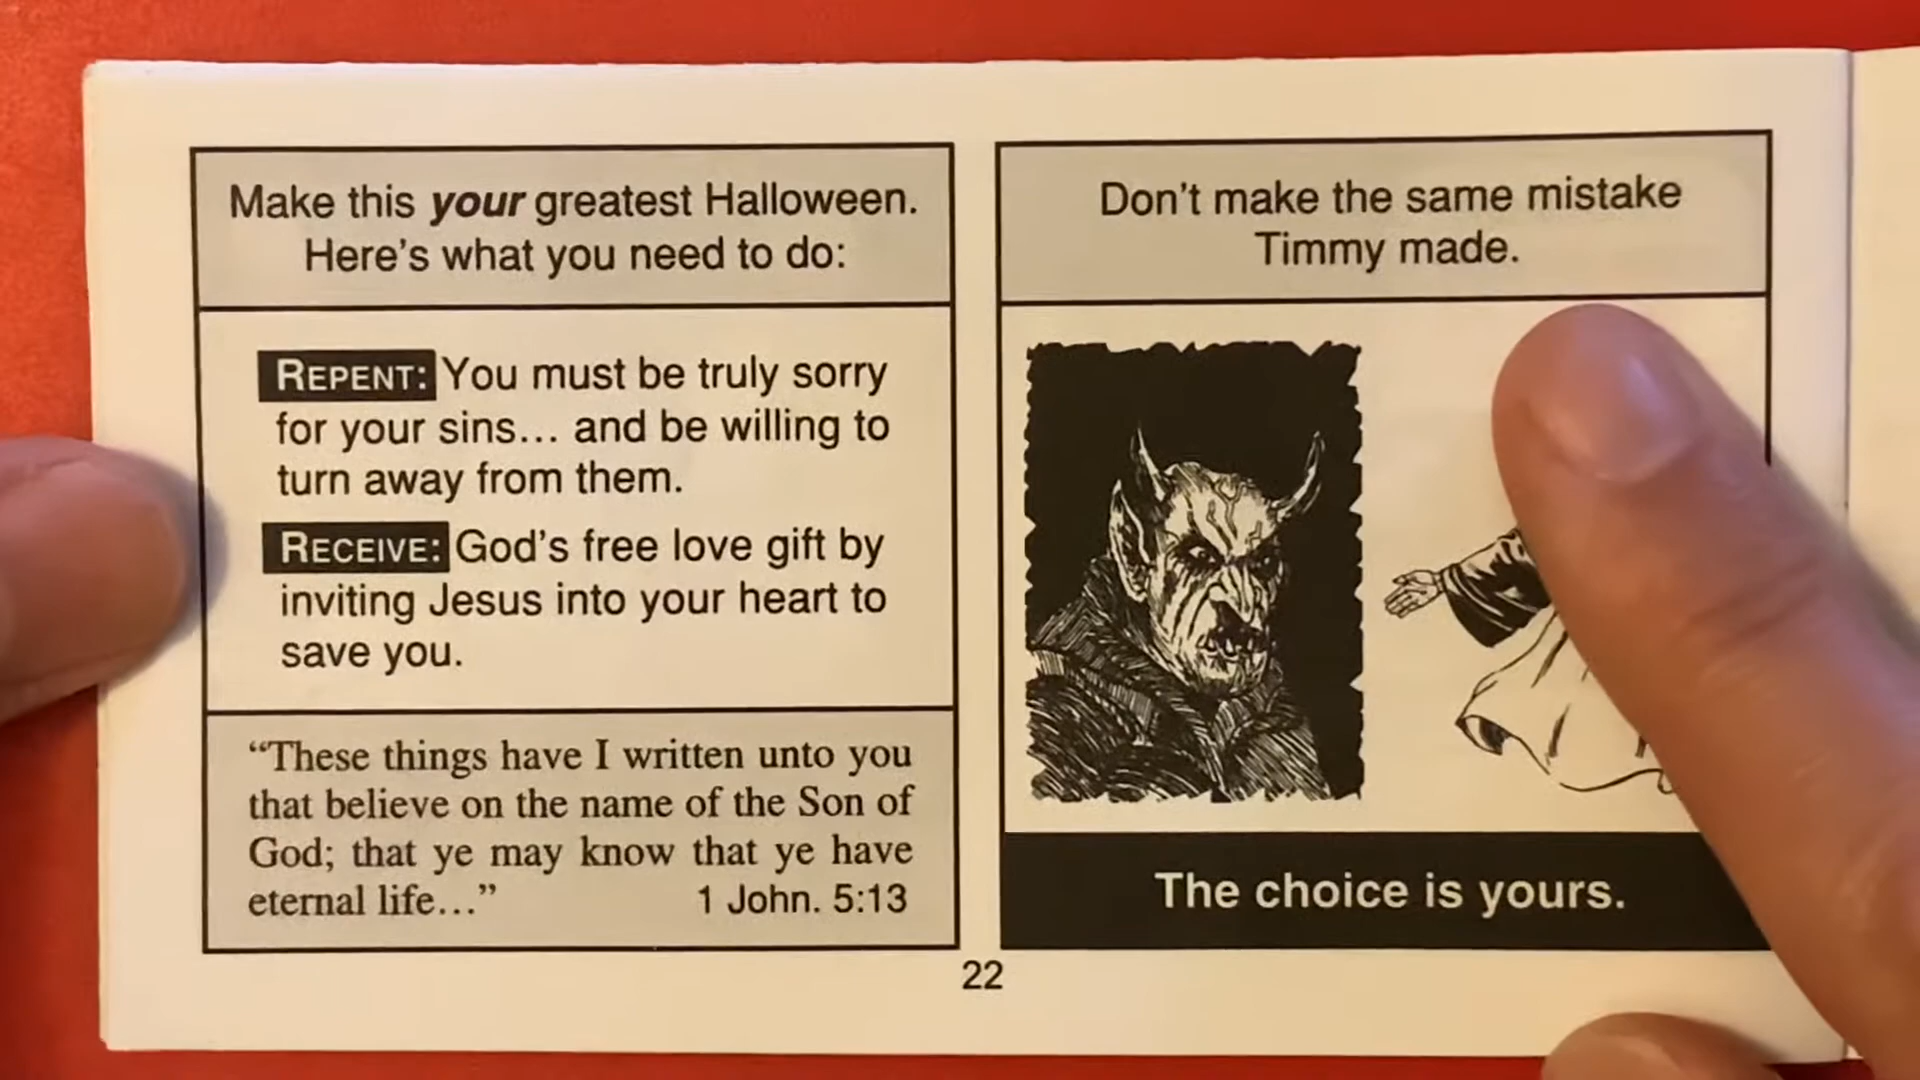 Make this your greatest Halloween.
Here's what you need to do:
REPENT: You must be truly sorry
for your sins... and be willing to
turn away from them.
RECEIVE: God's free love gift by
inviting Jesus into your heart to
save you.
“These things have I written unto you
that believe on the name of the Son of
God; that ye may know that ye have
eternal life...” 1 John. 5:13
Don't make the same mistake
Timmy made.
The choice is yours.
22